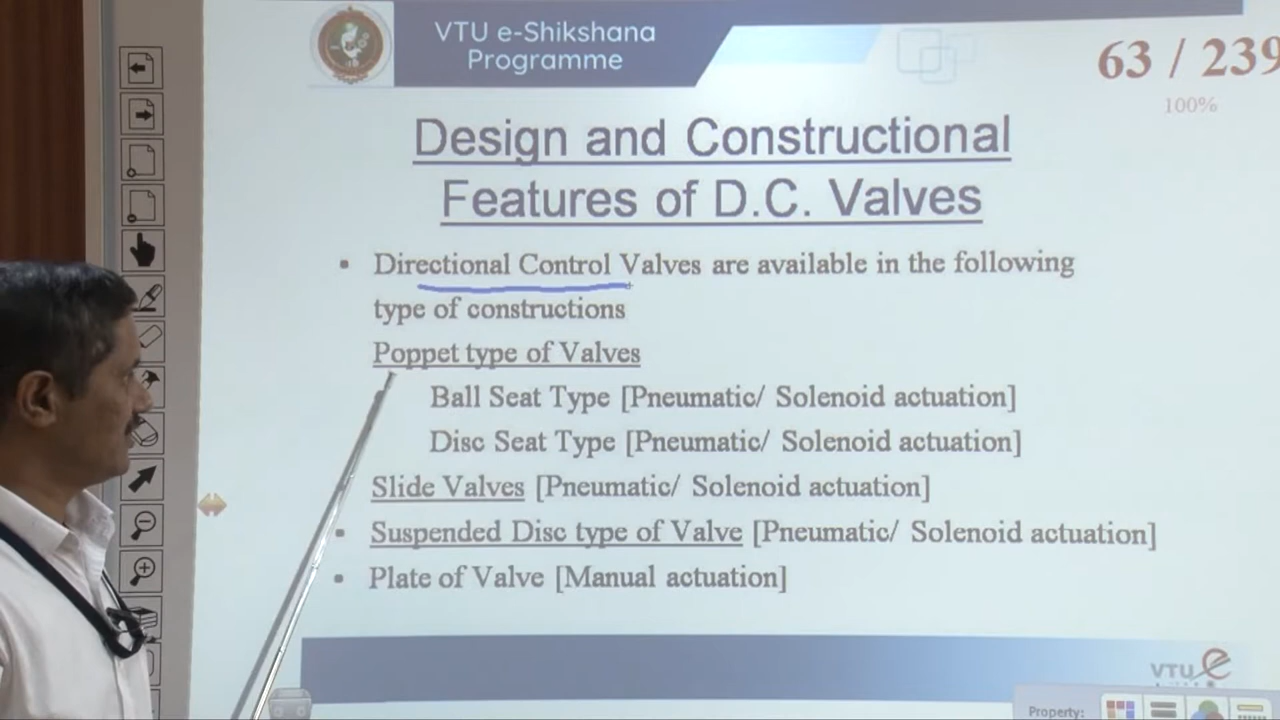 VTU e-Shikshana
Programme
63 / 239
100%
Design and Constructional
Features of D.C. Valves
▪ Directional Control Valves are available in the following
type of constructions
Poppet type of Valves
Ball Seat Type [Pneumatic/ Solenoid actuation]
Disc Seat Type [Pneumatic/ Solenoid actuation]
Slide Valves [Pneumatic/ Solenoid actuation]
▪ Suspended Disc type of Valve [Pneumatic/ Solenoid actuation]
▪ Plate of Valve [Manual actuation]
VTU e
Property: